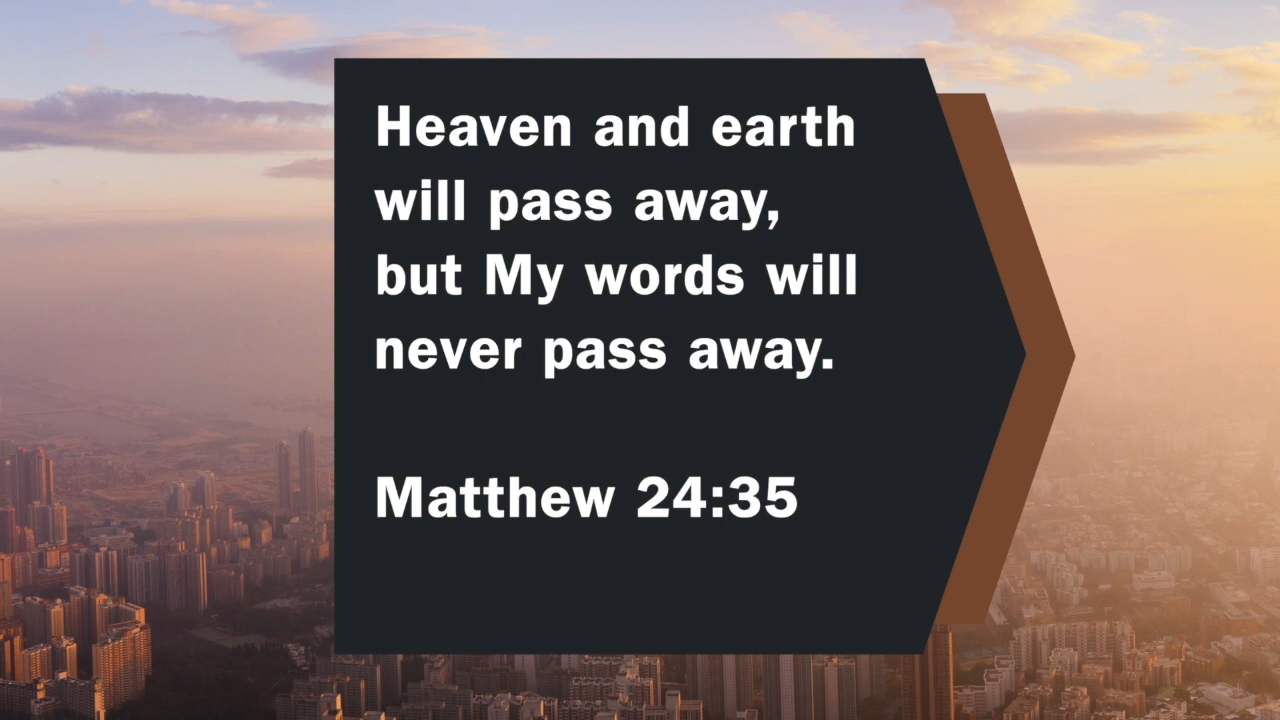 Heaven and earth
will pass away,
but My words will
never pass away.
Matthew 24:35